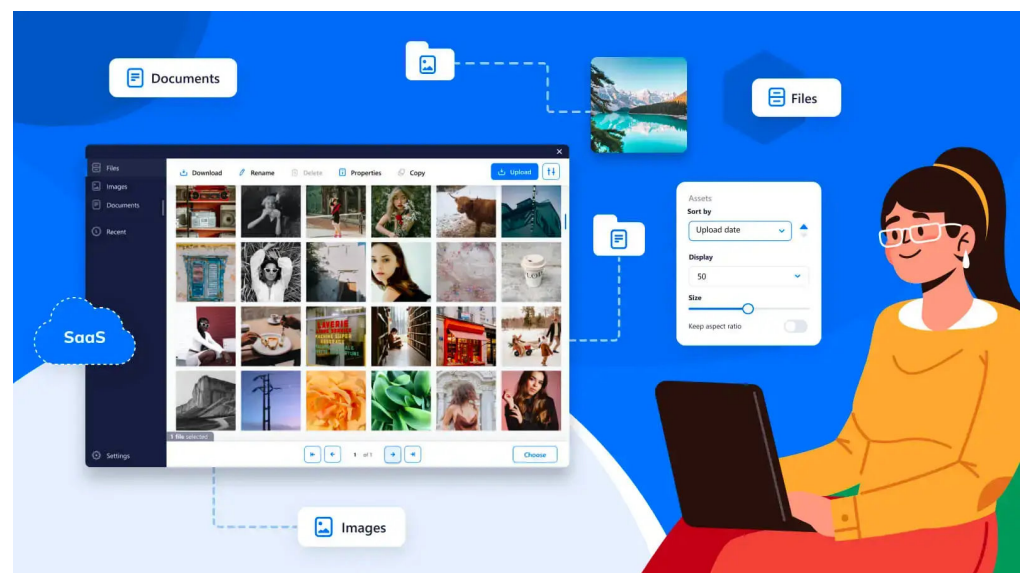 Documents
Files
Files
Images
Documents
Recent
Download
Rename
Delete
Properties
Copy
Upload
SaaS
LAVERIE
1 file selected
1 of 1
Choose
Settings
Assets
Sort by
Upload date
Display
50
Size
Keep aspect ratio
Images